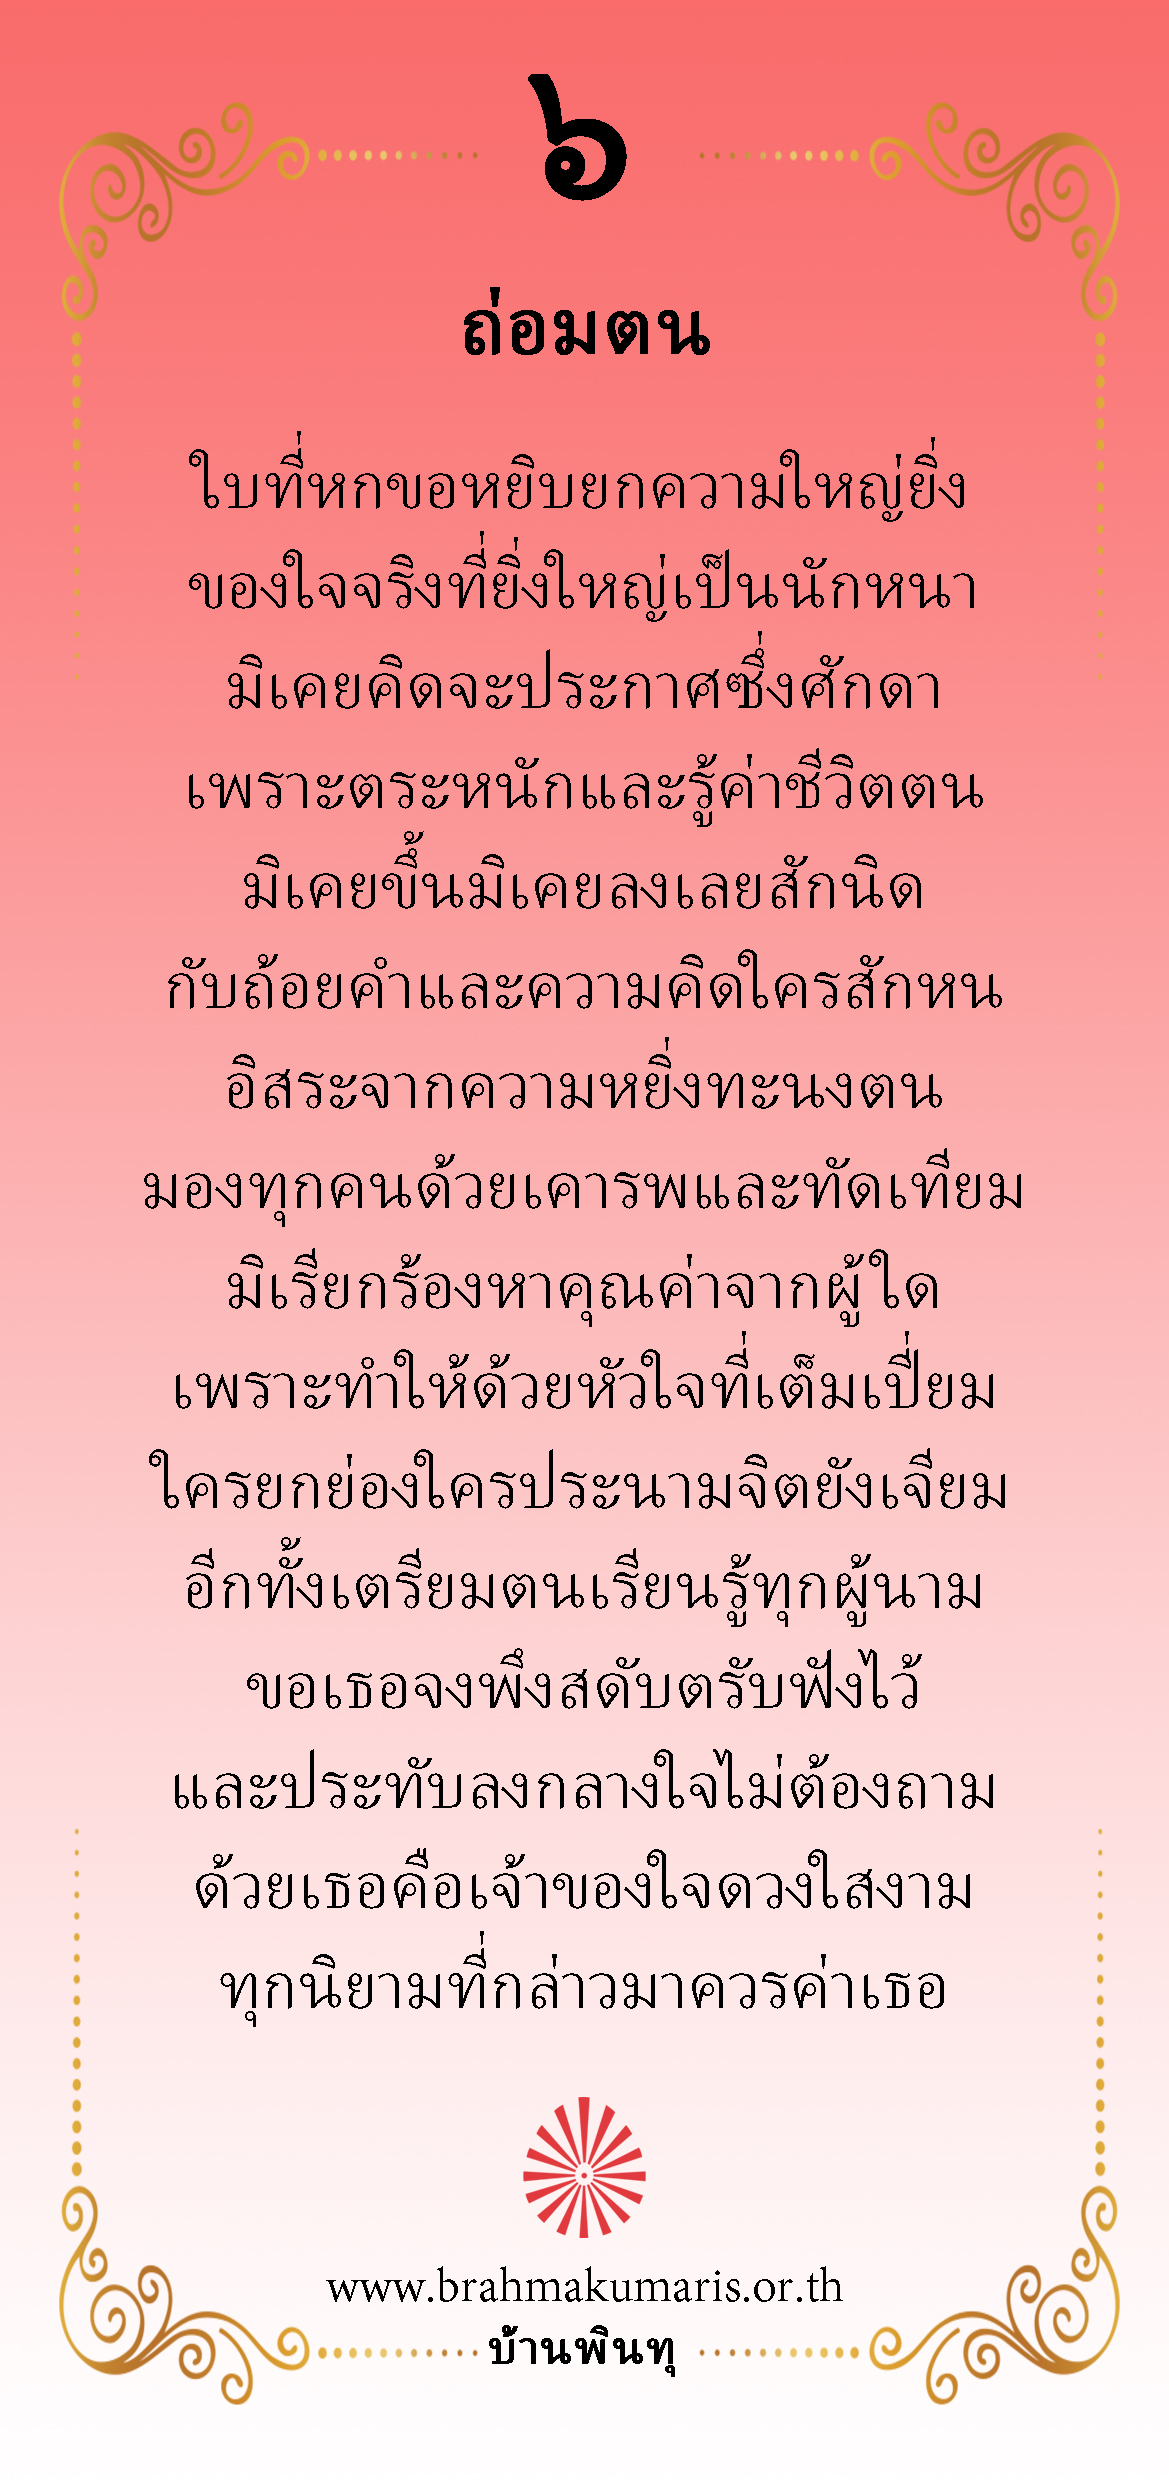 ๖
ถ่อมตน
ใบที่หกขอหยิบยกความใหญ่ยิ่ง
ของใจจริงที่ยิ่งใหญ่เป็นนักหนา
มิเคยคิดจะประกาศซึ่งศักดา
เพราะตระหนักและรู้ค่าชีวิตตน
มิเคยขึ้นมิเคยลงเลยสักนิด
กับถ้อยคำและความคิดใครสักหน
อิสระจากความหยิ่งทะนงตน
มองทุกคนด้วยเคารพและทัดเทียม
มิเรียกร้องหาคุณค่าจากผู้ใด
เพราะทำให้ด้วยหัวใจที่เต็มเปี่ยม
ใครยกย่องใครประนามจิตยังเจียม
อีกทั้งเตรียมตนเรียนรู้ทุกผู้นาม
ขอเธอจงพึงสดับตรับฟังไว้
และประทับลงกลางใจไม่ต้องถาม
ด้วยเธอคือเจ้าของใจดวงใสงาม
ทุกนิยามที่กล่าวมาควรค่าเธอ
www.brahmakumaris.or.th
บ้านพินทุ